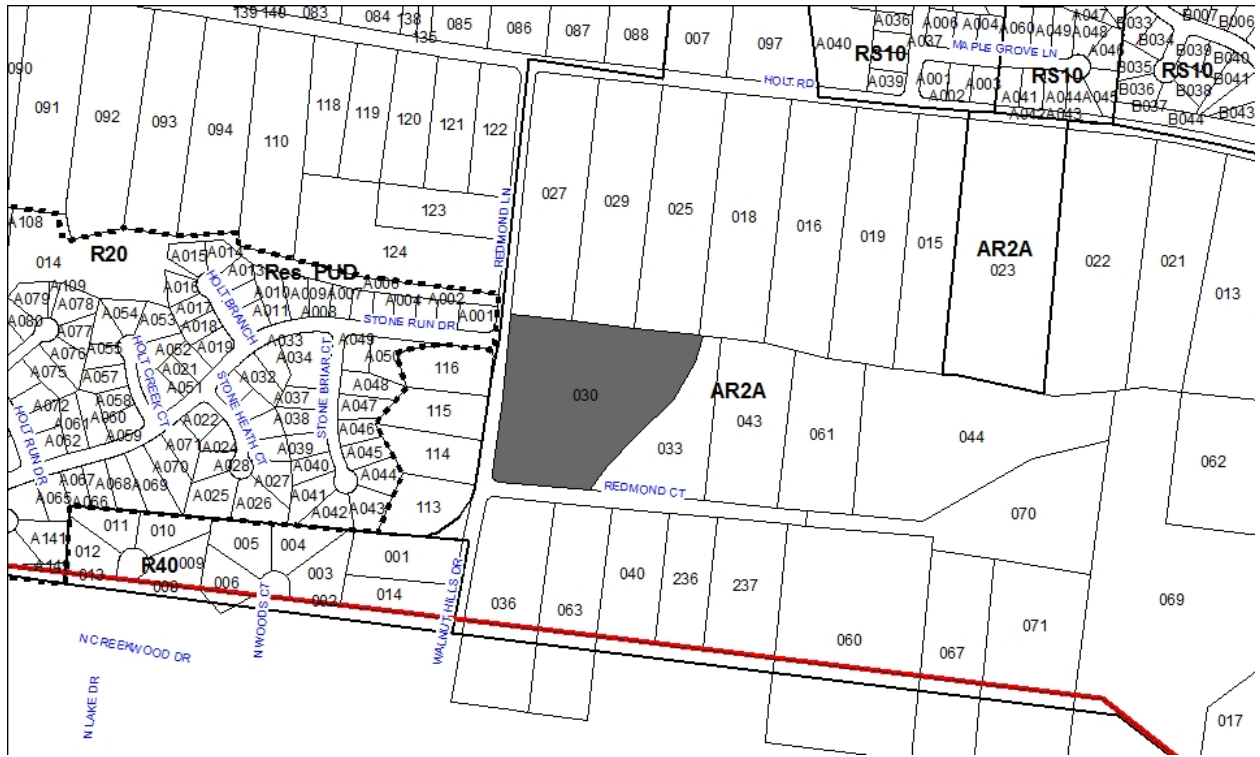 139 140 083 084 138 085 086 087 088 007 097 A040 A036 A006 A004 A060 A049 A047 B033 B007 B006
135 A037 A048 B034
MAPLE GROVE LN
A046 B039 B040
RS10 RS10 RS10
090 HOLT RD A039 A001 A003 B035 B041
A002 A041 A044 A045 B036 B038
A042 A043 B037 B044 B043
091 092 093 094 110 118 119 120 121 122
027 029 025 018 016 019 015 AR2A 022 021 013
023
REDMOND LN
123
A108 124
R20 A015 A014 Res. PUD
014 A013 A006
A109 A016 A010 A009 A007 A004 A002 A001
A079 A078 A054 A053 A017 A011 A008
HOLT BRANCH
STONE RUN DR
A080 A077 A018 A033 A049
A076 A055 A052 A019 A034 A050 116
A075 A057 A021 A032 A048
A051 A037 A047 115
HOLT CREEK CT
STONE HEATH CT
STONE BRIAR CT
HOLT RUN DR
A072 A058 A022 A038 A046
A061 A060
A062 A059 A071 A024 A039 A045 114
A070 A028 A040 A044
A067 A068 A069 A027
A065 A066 A025 A026 A041 A042 A043 113
030 AR2A
033 043 061 044 062
REDMOND CT
070
A141 011 010 005 004 001
012 R40 009 003
013 008 006 002 014
N WOODS CT
WALNUT HILLS DR
036 063 040 236 237 060 067 071 069
N CREEKWOOD DR
N LAKE DR
017